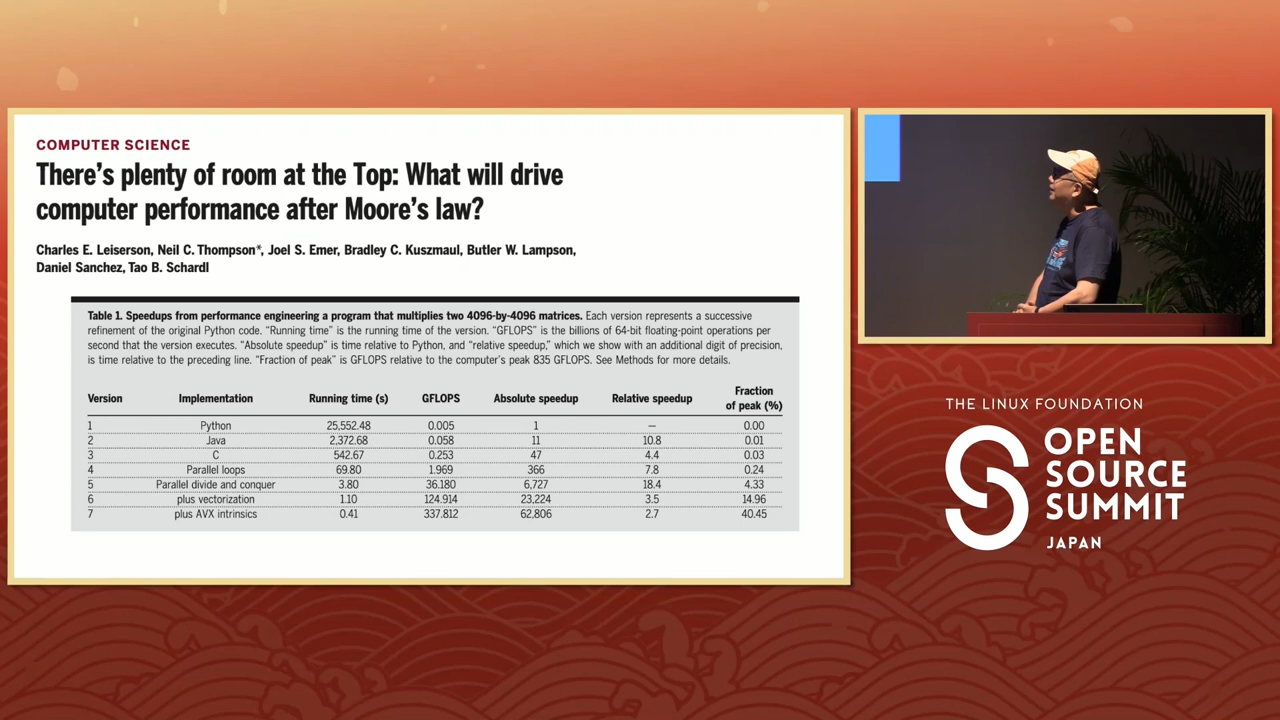 COMPUTER SCIENCE
There's plenty of room at the Top: What will drive
computer performance after Moore's law?
Charles E. Leiserson, Neil C. Thompson*, Joel S. Emer, Bradley C. Kuszmaul, Butler W. Lampson,
Daniel Sanchez, Tao B. Schardl
Table 1. Speedups from performance engineering a program that multiplies two 4096-by-4096 matrices. Each version represents a successive
refinement of the original Python code. "Running time" is the running time of the version. "GFLOPS" is the billions of 64-bit floating-point operations per
second that the version executes. "Absolute speedup" is time relative to Python, and "relative speedup," which we show with an additional digit of precision,
is time relative to the preceding line. "Fraction of peak" is GFLOPS relative to the computer's peak 835 GFLOPS. See Methods for more details.
Version Implementation Running time (s) GFLOPS Absolute speedup Relative speedup Fraction
of peak (%)
1 Python 25,552.48 0.005 1 — 0.00
2 Java 2,372.68 0.058 11 10.8 0.01
3 C 542.67 0.253 47 4.4 0.03
4 Parallel loops 69.80 1.969 366 7.8 0.24
5 Parallel divide and conquer 3.80 36.180 6,727 18.4 4.33
6 plus vectorization 1.10 124.914 23,224 3.5 14.96
7 plus AVX intrinsics 0.41 337.812 62,806 2.7 40.45
THE LINUX FOUNDATION
OPEN
SOURCE
SUMMIT
JAPAN